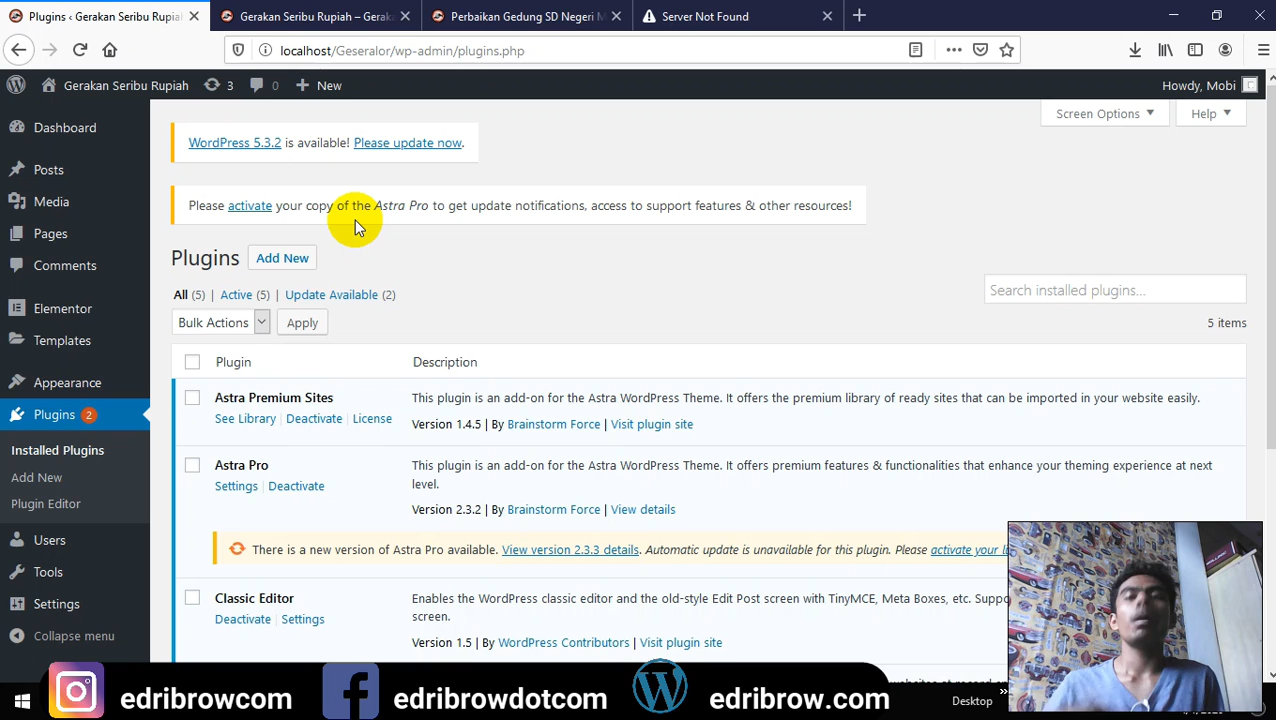 Plugins ‹ Gerakan Seribu Rupia
Gerakan Seribu Rupiah – Gerak
Perbaikan Gedung SD Negeri
Server Not Found
localhost/Geseralor/wp-admin/plugins.php
Gerakan Seribu Rupiah 3 0 New
Howdy, Mobi
Screen Options Help
Dashboard
Posts
Media
Pages
Comments
Elementor
Templates
Appearance
Plugins 2
Installed Plugins
Add New
Plugin Editor
Users
Tools
Settings
Collapse menu
WordPress 5.3.2 is available! Please update now.
Please activate your copy of the Astra Pro to get update notifications, access to support features & other resources!
Plugins Add New
All (5) | Active (5) | Update Available (2)
Search installed plugins...
Bulk Actions Apply
5 items
Plugin Description
Astra Premium Sites
See Library | Deactivate | License
This plugin is an add-on for the Astra WordPress Theme. It offers the premium library of ready sites that can be imported in your website easily.
Version 1.4.5 | By Brainstorm Force | Visit plugin site
Astra Pro
Settings | Deactivate
This plugin is an add-on for the Astra WordPress Theme. It offers premium features & functionalities that enhance your theming experience at next
level.
Version 2.3.2 | By Brainstorm Force | View details
There is a new version of Astra Pro available. View version 2.3.3 details. Automatic update is unavailable for this plugin. Please activate your
Classic Editor
Deactivate | Settings
Enables the WordPress classic editor and the old-style Edit Post screen with TinyMCE, Meta Boxes, etc.
screen.
Version 1.5 | By WordPress Contributors | Visit plugin site
edribrowcom
edribrowdotcom
edribrow.com
Desktop